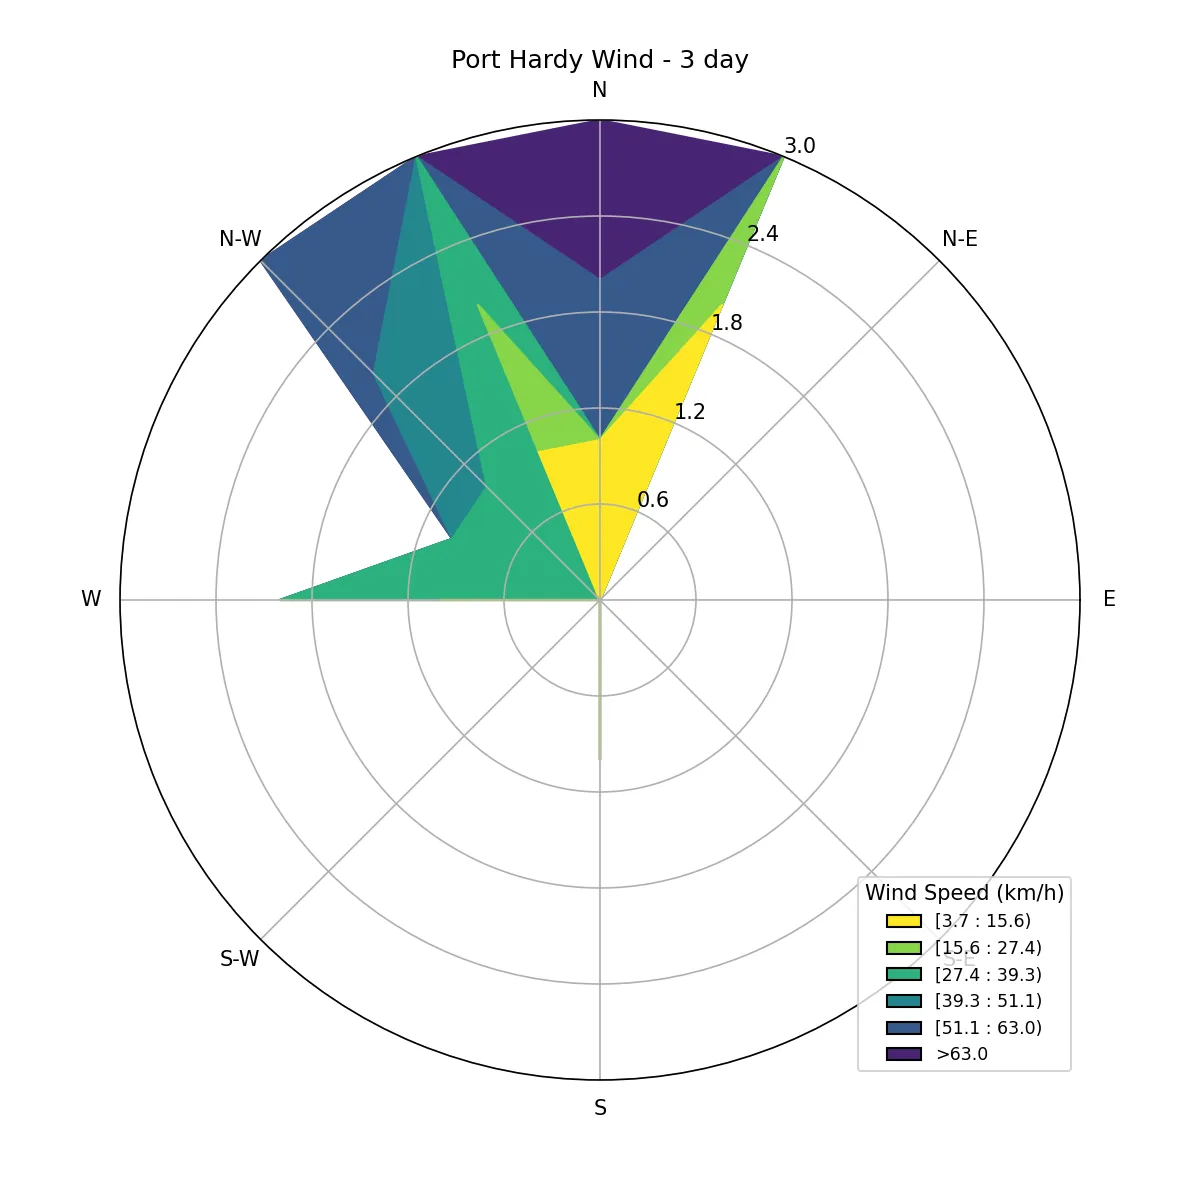 Port Hardy Wind - 3 day
N
3.0
N-W
N-E
2.4
1.8
1.2
0.6
W
E
Wind Speed (km/h)
[3.7 : 15.6)
[15.6 : 27.4)
S-W
S-E
[27.4 : 39.3)
[39.3 : 51.1)
[51.1 : 63.0)
>63.0
S